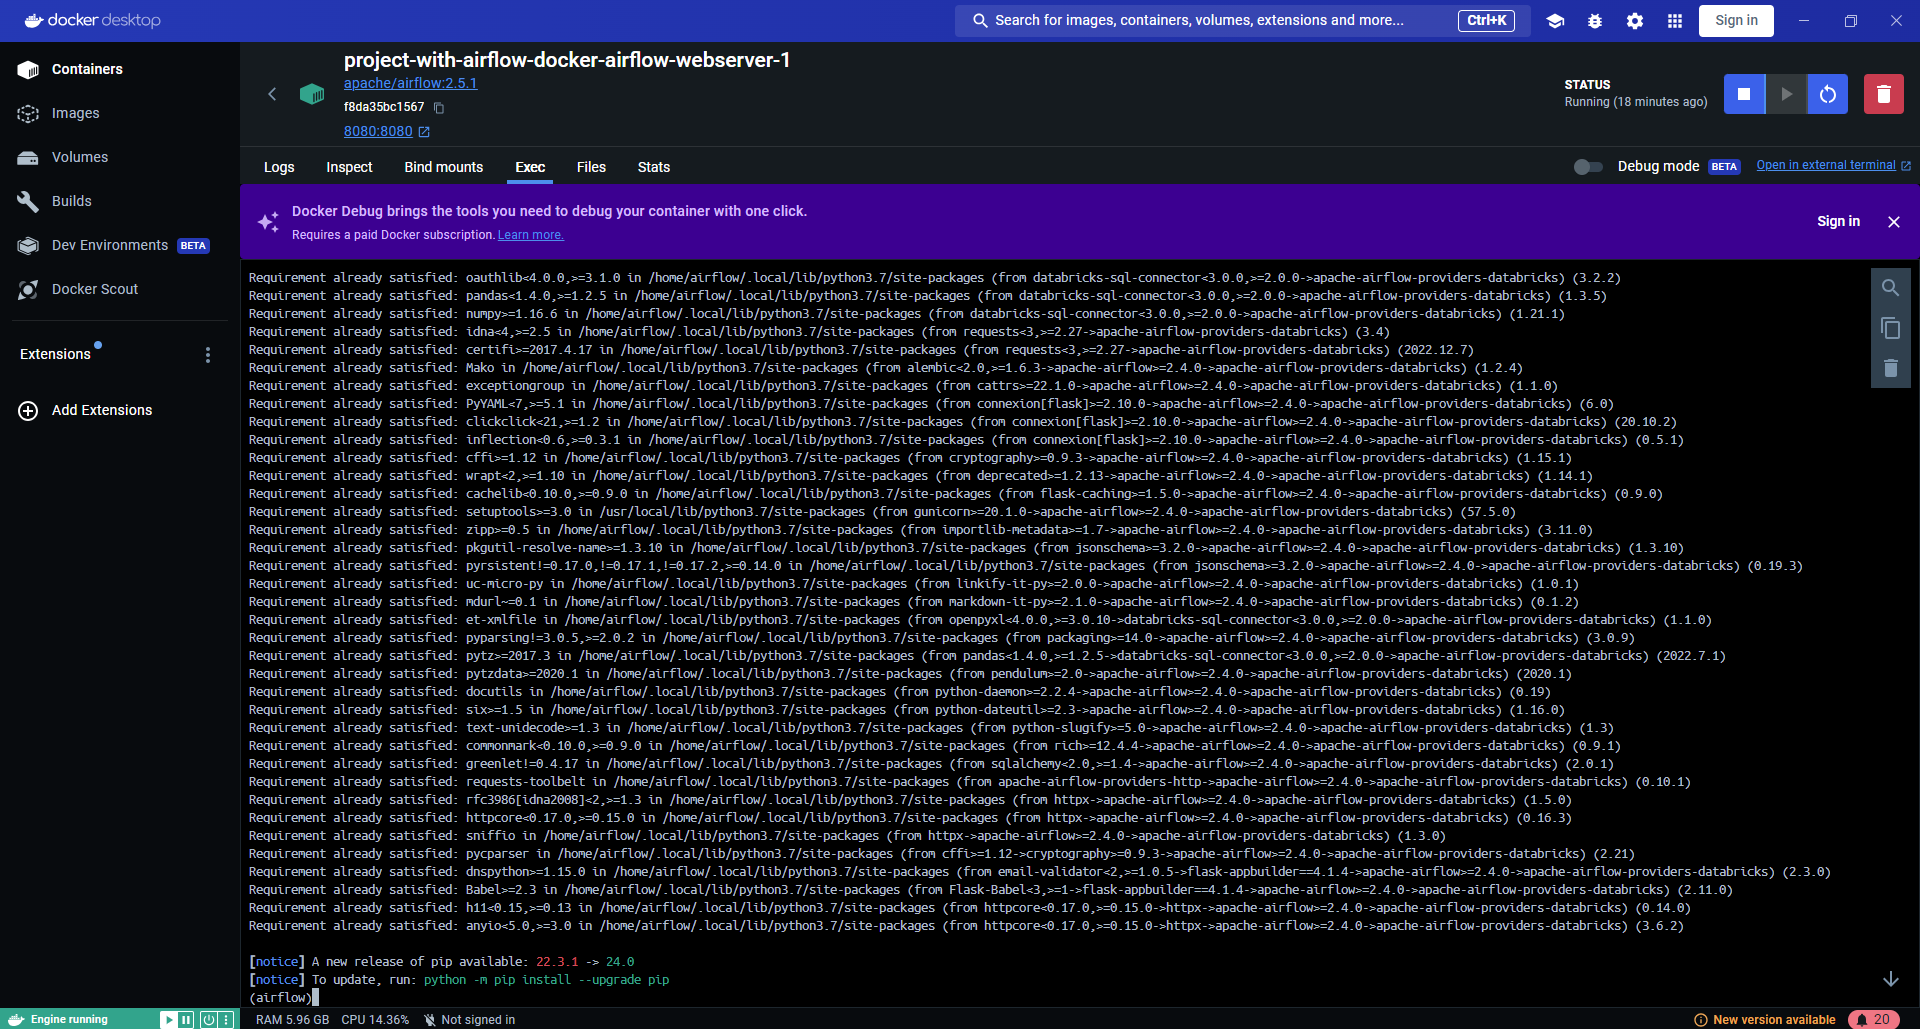 docker desktop
Search for images, containers, volumes, extensions and more...
Ctrl+K
Sign in
Containers
Images
Volumes
Builds
Dev Environments BETA
Docker Scout
Extensions
Add Extensions
project-with-airflow-docker-airflow-webserver-1
apache/airflow:2.5.1
f8da35bc1567
8080:8080
STATUS
Running (18 minutes ago)
Logs Inspect Bind mounts Exec Files Stats
Debug mode BETA Open in external terminal
Docker Debug brings the tools you need to debug your container with one click.
Requires a paid Docker subscription. Learn more.
Sign in
Requirement already satisfied: oauthlib<4.0.0,>=3.1.0 in /home/airflow/.local/lib/python3.7/site-packages (from databricks-sql-connector<3.0.0,>=2.0.0->apache-airflow-providers-databricks) (3.2.2)
Requirement already satisfied: pandas<1.4.0,>=1.2.5 in /home/airflow/.local/lib/python3.7/site-packages (from databricks-sql-connector<3.0.0,>=2.0.0->apache-airflow-providers-databricks) (1.3.5)
Requirement already satisfied: numpy>=1.16.6 in /home/airflow/.local/lib/python3.7/site-packages (from databricks-sql-connector<3.0.0,>=2.0.0->apache-airflow-providers-databricks) (1.21.1)
Requirement already satisfied: idna<4,>=2.5 in /home/airflow/.local/lib/python3.7/site-packages (from requests<3,>=2.27->apache-airflow-providers-databricks) (3.4)
Requirement already satisfied: certifi>=2017.4.17 in /home/airflow/.local/lib/python3.7/site-packages (from requests<3,>=2.27->apache-airflow-providers-databricks) (2022.12.7)
Requirement already satisfied: Mako in /home/airflow/.local/lib/python3.7/site-packages (from alembic<2.0,>=1.6.3->apache-airflow>=2.4.0->apache-airflow-providers-databricks) (1.2.4)
Requirement already satisfied: exceptiongroup in /home/airflow/.local/lib/python3.7/site-packages (from cattrs>=22.1.0->apache-airflow>=2.4.0->apache-airflow-providers-databricks) (1.1.0)
Requirement already satisfied: PyYAML<7,>=5.1 in /home/airflow/.local/lib/python3.7/site-packages (from connexion[flask]>=2.10.0->apache-airflow>=2.4.0->apache-airflow-providers-databricks) (6.0)
Requirement already satisfied: clickclick<21,>=1.2 in /home/airflow/.local/lib/python3.7/site-packages (from connexion[flask]>=2.10.0->apache-airflow>=2.4.0->apache-airflow-providers-databricks) (20.10.2)
Requirement already satisfied: inflection<0.6,>=0.3.1 in /home/airflow/.local/lib/python3.7/site-packages (from connexion[flask]>=2.10.0->apache-airflow>=2.4.0->apache-airflow-providers-databricks) (0.5.1)
Requirement already satisfied: cffi>=1.12 in /home/airflow/.local/lib/python3.7/site-packages (from cryptography>=0.9.3->apache-airflow>=2.4.0->apache-airflow-providers-databricks) (1.15.1)
Requirement already satisfied: wrapt<2,>=1.10 in /home/airflow/.local/lib/python3.7/site-packages (from deprecated>=1.2.13->apache-airflow>=2.4.0->apache-airflow-providers-databricks) (1.14.1)
Requirement already satisfied: cachelib<0.10.0,>=0.9.0 in /home/airflow/.local/lib/python3.7/site-packages (from flask-caching>=1.5.0->apache-airflow>=2.4.0->apache-airflow-providers-databricks) (0.9.0)
Requirement already satisfied: setuptools>=3.0 in /usr/local/lib/python3.7/site-packages (from gunicorn>=20.1.0->apache-airflow>=2.4.0->apache-airflow-providers-databricks) (57.5.0)
Requirement already satisfied: zipp>=0.5 in /home/airflow/.local/lib/python3.7/site-packages (from importlib-metadata>=1.7->apache-airflow>=2.4.0->apache-airflow-providers-databricks) (3.11.0)
Requirement already satisfied: pkgutil-resolve-name>=1.3.10 in /home/airflow/.local/lib/python3.7/site-packages (from jsonschema>=3.2.0->apache-airflow>=2.4.0->apache-airflow-providers-databricks) (1.3.10)
Requirement already satisfied: pyrsistent!=0.17.0,!=0.17.1,!=0.17.2,>=0.14.0 in /home/airflow/.local/lib/python3.7/site-packages (from jsonschema>=3.2.0->apache-airflow>=2.4.0->apache-airflow-providers-databricks) (0.19.3)
Requirement already satisfied: uc-micro-py in /home/airflow/.local/lib/python3.7/site-packages (from linkify-it-py>=2.0.0->apache-airflow>=2.4.0->apache-airflow-providers-databricks) (1.0.1)
Requirement already satisfied: mdurl~=0.1 in /home/airflow/.local/lib/python3.7/site-packages (from markdown-it-py>=2.1.0->apache-airflow>=2.4.0->apache-airflow-providers-databricks) (0.1.2)
Requirement already satisfied: et-xmlfile in /home/airflow/.local/lib/python3.7/site-packages (from openpyxl<4.0.0,>=3.0.10->databricks-sql-connector<3.0.0,>=2.0.0->apache-airflow-providers-databricks) (1.1.0)
Requirement already satisfied: pyparsing!=3.0.5,>=2.0.2 in /home/airflow/.local/lib/python3.7/site-packages (from packaging>=14.0->apache-airflow>=2.4.0->apache-airflow-providers-databricks) (3.0.9)
Requirement already satisfied: pytz>=2017.3 in /home/airflow/.local/lib/python3.7/site-packages (from pandas<1.4.0,>=1.2.5->databricks-sql-connector<3.0.0,>=2.0.0->apache-airflow-providers-databricks) (2022.7.1)
Requirement already satisfied: pytzdata>=2020.1 in /home/airflow/.local/lib/python3.7/site-packages (from pendulum>=2.0->apache-airflow>=2.4.0->apache-airflow-providers-databricks) (2020.1)
Requirement already satisfied: docutils in /home/airflow/.local/lib/python3.7/site-packages (from python-daemon>=2.2.4->apache-airflow>=2.4.0->apache-airflow-providers-databricks) (0.19)
Requirement already satisfied: six>=1.5 in /home/airflow/.local/lib/python3.7/site-packages (from python-dateutil>=2.3->apache-airflow>=2.4.0->apache-airflow-providers-databricks) (1.16.0)
Requirement already satisfied: text-unidecode>=1.3 in /home/airflow/.local/lib/python3.7/site-packages (from python-slugify>=5.0->apache-airflow>=2.4.0->apache-airflow-providers-databricks) (1.3)
Requirement already satisfied: commonmark<0.10.0,>=0.9.0 in /home/airflow/.local/lib/python3.7/site-packages (from rich>=12.4.4->apache-airflow>=2.4.0->apache-airflow-providers-databricks) (0.9.1)
Requirement already satisfied: greenlet!=0.4.17 in /home/airflow/.local/lib/python3.7/site-packages (from sqlalchemy<2.0,>=1.4->apache-airflow>=2.4.0->apache-airflow-providers-databricks) (2.0.1)
Requirement already satisfied: requests-toolbelt in /home/airflow/.local/lib/python3.7/site-packages (from apache-airflow-providers-http->apache-airflow>=2.4.0->apache-airflow-providers-databricks) (0.10.1)
Requirement already satisfied: rfc3986[idna2008]<2,>=1.3 in /home/airflow/.local/lib/python3.7/site-packages (from httpx->apache-airflow>=2.4.0->apache-airflow-providers-databricks) (1.5.0)
Requirement already satisfied: httpcore<0.17.0,>=0.15.0 in /home/airflow/.local/lib/python3.7/site-packages (from httpx->apache-airflow>=2.4.0->apache-airflow-providers-databricks) (0.16.3)
Requirement already satisfied: sniffio in /home/airflow/.local/lib/python3.7/site-packages (from httpx->apache-airflow>=2.4.0->apache-airflow-providers-databricks) (1.3.0)
Requirement already satisfied: pycparser in /home/airflow/.local/lib/python3.7/site-packages (from cffi>=1.12->cryptography>=0.9.3->apache-airflow>=2.4.0->apache-airflow-providers-databricks) (2.21)
Requirement already satisfied: dnspython>=1.15.0 in /home/airflow/.local/lib/python3.7/site-packages (from email-validator<2,>=1.0.5->flask-appbuilder==4.1.4->apache-airflow>=2.4.0->apache-airflow-providers-databricks) (2.3.0)
Requirement already satisfied: Babel>=2.3 in /home/airflow/.local/lib/python3.7/site-packages (from Flask-Babel<3,>=1->flask-appbuilder==4.1.4->apache-airflow>=2.4.0->apache-airflow-providers-databricks) (2.11.0)
Requirement already satisfied: h11<0.15,>=0.13 in /home/airflow/.local/lib/python3.7/site-packages (from httpcore<0.17.0,>=0.15.0->httpx->apache-airflow>=2.4.0->apache-airflow-providers-databricks) (0.14.0)
Requirement already satisfied: anyio<5.0,>=3.0 in /home/airflow/.local/lib/python3.7/site-packages (from httpcore<0.17.0,>=0.15.0->httpx->apache-airflow>=2.4.0->apache-airflow-providers-databricks) (3.6.2)
[notice] A new release of pip available: 22.3.1 -> 24.0
[notice] To update, run: python -m pip install --upgrade pip
(airflow)
Engine running
RAM 5.96 GB CPU 14.36% Not signed in
New version available
20